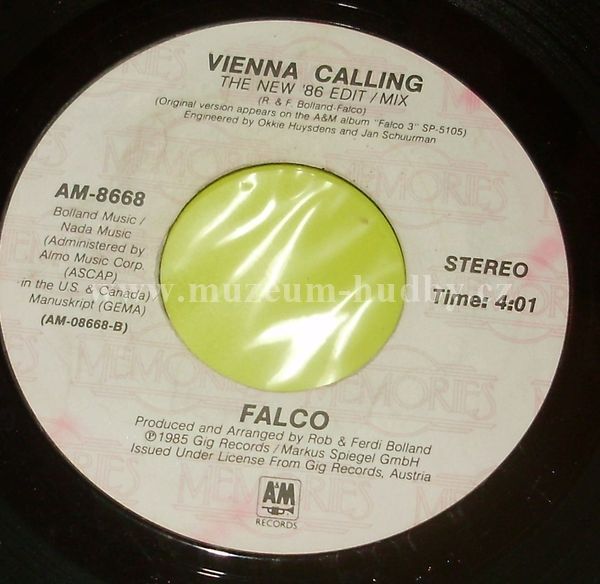 VIENNA CALLING
THE NEW '86 EDIT/MIX
(R. & F. Bolland-Falco)
(Original version appears on the A&M album "Falco 3" SP-5105)
Engineered by Okkie Huysdens and Jan Schuurman
MEMORIES
AM-8668
Bolland Music/
Nada Music
(Administered by
Almo Music Corp.
(ASCAP)
in the U.S. & Canada)
Manuskript (GEMA)
(AM-08668-B)
STEREO
Time: 4:01
www.muzeum-hudby.cz
MEMORIES
FALCO
Produced and Arranged by Rob & Ferdi Bolland
℗1985 Gig Records/Markus Spiegel GmbH
Issued Under License From Gig Records, Austria
MEMORIES
A&M
RECORDS